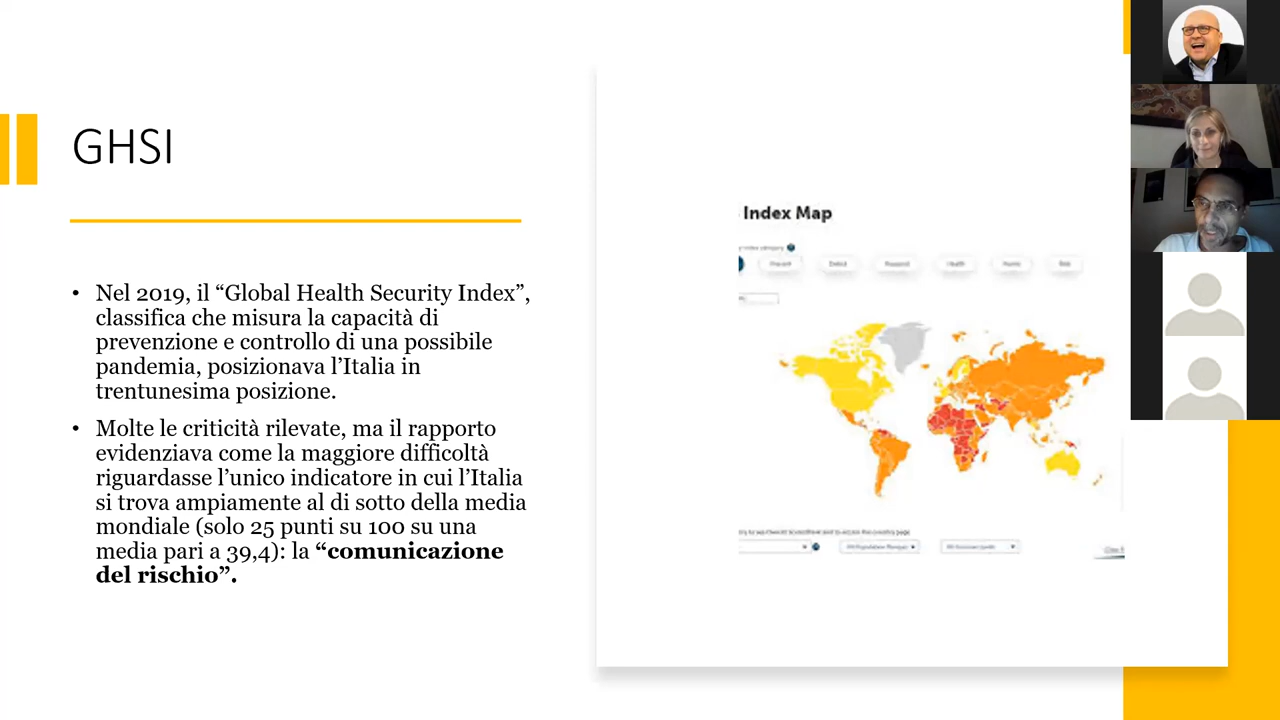 GHSI
• Nel 2019, il “Global Health Security Index”,
classifica che misura la capacità di
prevenzione e controllo di una possibile
pandemia, posizionava l’Italia in
trentunesima posizione.
• Molte le criticità rilevate, ma il rapporto
evidenziava come la maggiore difficoltà
riguardasse l’unico indicatore in cui l’Italia
si trova ampiamente al di sotto della media
mondiale (solo 25 punti su 100 su una
media pari a 39,4): la “comunicazione
del rischio”.
Index Map
index category
Prevent Detect Respond Health Norms Risk